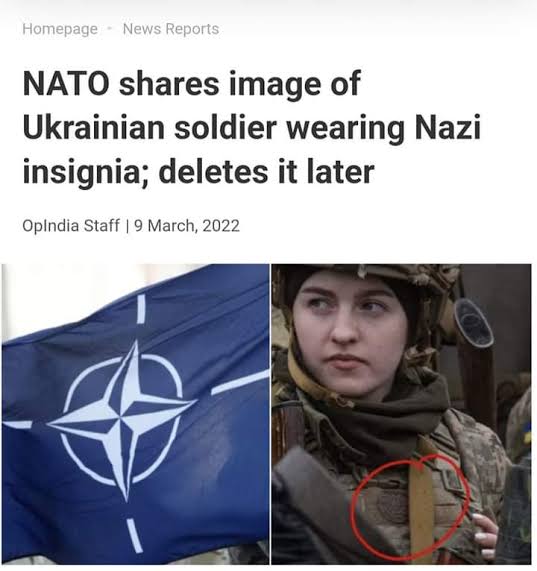 Homepage - News Reports
NATO shares image of
Ukrainian soldier wearing Nazi
insignia; deletes it later
OpIndia Staff | 9 March, 2022